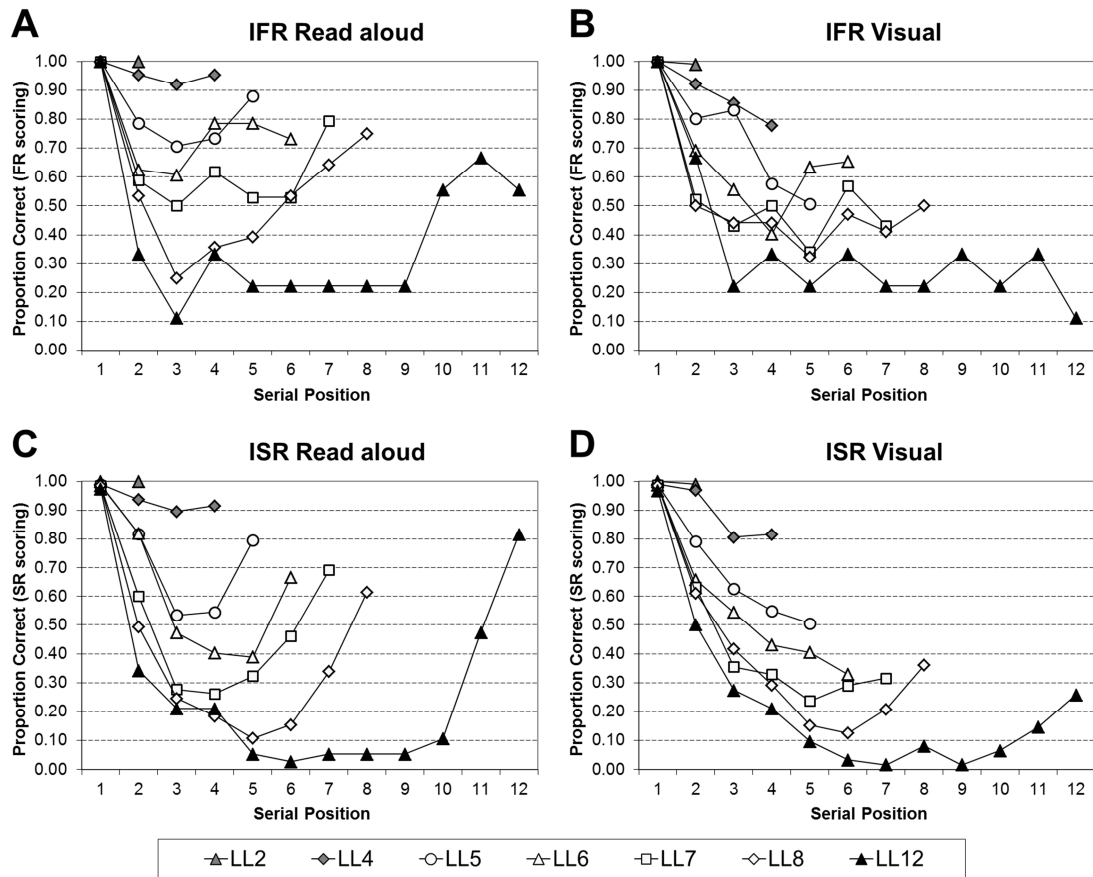 A
IFR Read aloud
Proportion Correct (FR scoring)
1.00
0.90
0.80
0.70
0.60
0.50
0.40
0.30
0.20
0.10
0.00
1 2 3 4 5 6 7 8 9 10 11 12
Serial Position
B
IFR Visual
Proportion Correct (FR scoring)
1.00
0.90
0.80
0.70
0.60
0.50
0.40
0.30
0.20
0.10
0.00
1 2 3 4 5 6 7 8 9 10 11 12
Serial Position
C
ISR Read aloud
Proportion Correct (SR scoring)
1.00
0.90
0.80
0.70
0.60
0.50
0.40
0.30
0.20
0.10
0.00
1 2 3 4 5 6 7 8 9 10 11 12
Serial Position
D
ISR Visual
Proportion Correct (SR scoring)
1.00
0.90
0.80
0.70
0.60
0.50
0.40
0.30
0.20
0.10
0.00
1 2 3 4 5 6 7 8 9 10 11 12
Serial Position
LL2 LL4 LL5 LL6 LL7 LL8 LL12